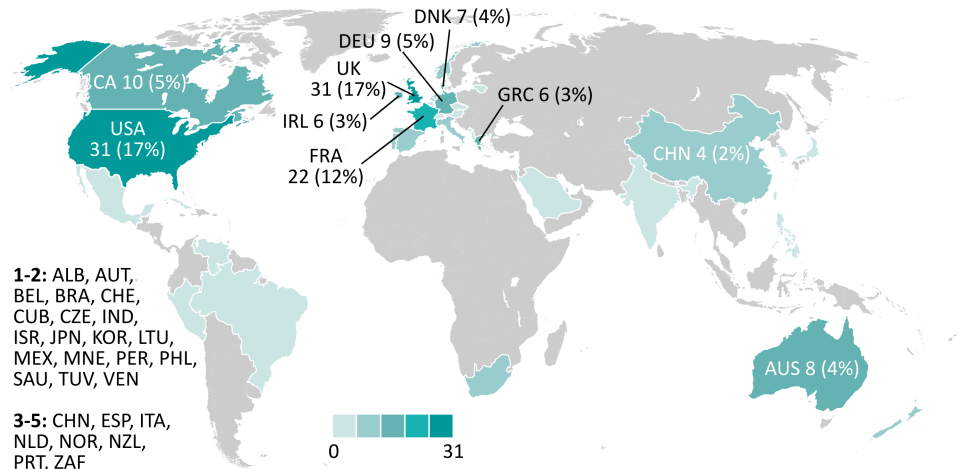 DNK 7 (4%)
DEU 9 (5%)
UK
31 (17%)
CA 10 (5%)
GRC 6 (3%)
IRL 6 (3%)
USA
31 (17%)
FRA
22 (12%)
CHN 4 (2%)
1-2: ALB, AUT,
BEL, BRA, CHE,
CUB, CZE, IND,
ISR, JPN, KOR, LTU,
MEX, MNE, PER, PHL,
SAU, TUV, VEN
AUS 8 (4%)
3-5: CHN, ESP, ITA,
NLD, NOR, NZL,
PRT, ZAF
0 31